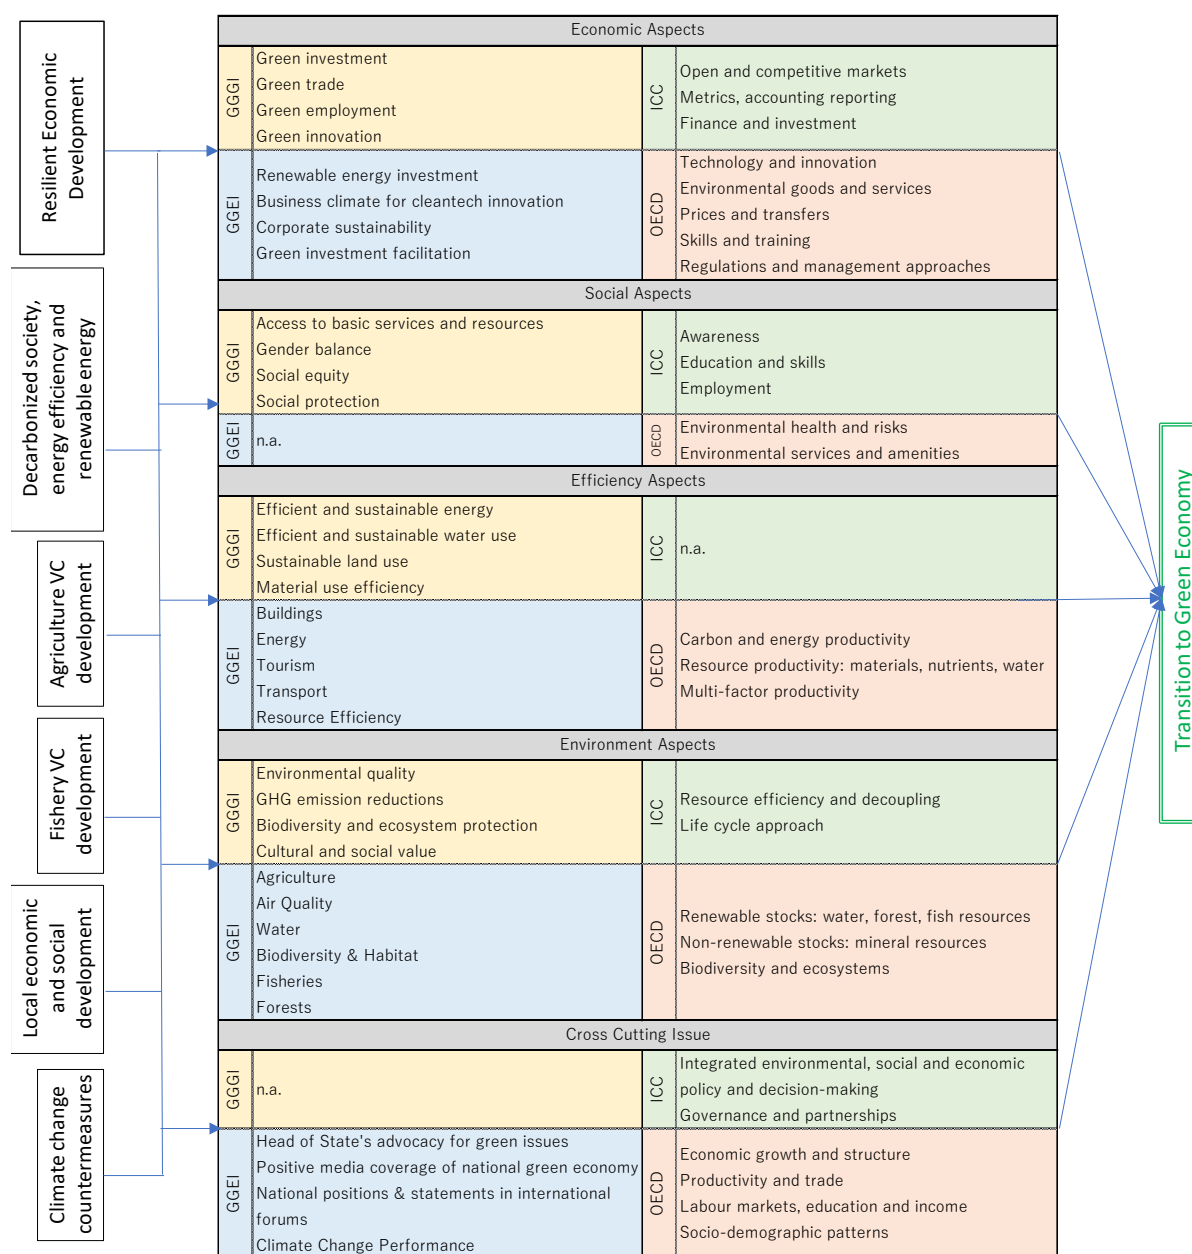 Resilient Economic
Development
Decarbonized society,
energy efficiency and
renewable energy
Agriculture VC
development
Fishery VC
development
Local economic
and social
development
Climate change
countermeasures
Economic Aspects
GGGI
Green investment
Green trade
Green employment
Green innovation
ICC
Open and competitive markets
Metrics, accounting reporting
Finance and investment
GGEI
Renewable energy investment
Business climate for cleantech innovation
Corporate sustainability
Green investment facilitation
OECD
Technology and innovation
Environmental goods and services
Prices and transfers
Skills and training
Regulations and management approaches
Social Aspects
GGGI
Access to basic services and resources
Gender balance
Social equity
Social protection
ICC
Awareness
Education and skills
Employment
GGEI
n.a.
OECD
Environmental health and risks
Environmental services and amenities
Efficiency Aspects
GGGI
Efficient and sustainable energy
Efficient and sustainable water use
Sustainable land use
Material use efficiency
ICC
n.a.
GGEI
Buildings
Energy
Tourism
Transport
Resource Efficiency
OECD
Carbon and energy productivity
Resource productivity: materials, nutrients, water
Multi-factor productivity
Environment Aspects
GGGI
Environmental quality
GHG emission reductions
Biodiversity and ecosystem protection
Cultural and social value
ICC
Resource efficiency and decoupling
Life cycle approach
GGEI
Agriculture
Air Quality
Water
Biodiversity & Habitat
Fisheries
Forests
OECD
Renewable stocks: water, forest, fish resources
Non-renewable stocks: mineral resources
Biodiversity and ecosystems
Cross Cutting Issue
GGGI
n.a.
ICC
Integrated environmental, social and economic
policy and decision-making
Governance and partnerships
GGEI
Head of State's advocacy for green issues
Positive media coverage of national green economy
National positions & statements in international
forums
Climate Change Performance
OECD
Economic growth and structure
Productivity and trade
Labour markets, education and income
Socio-demographic patterns
Transition to Green Economy